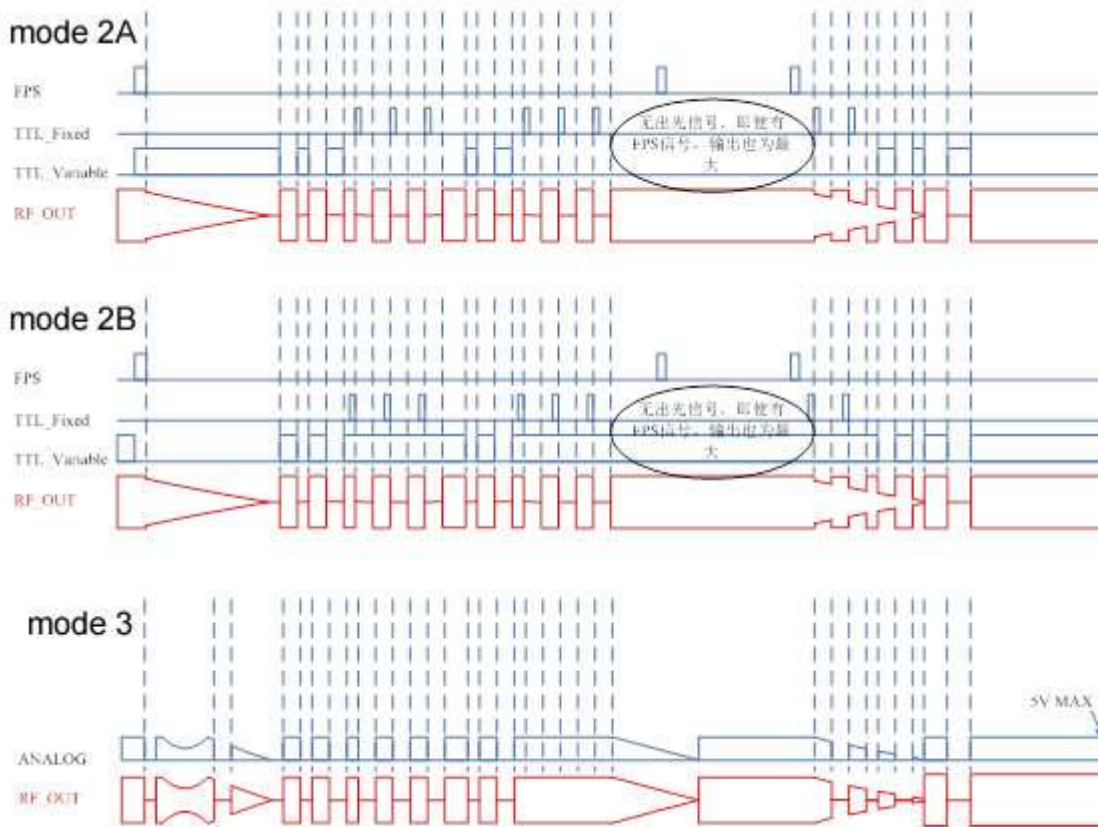 mode 2A
FPS
TTL_Fixed
无出光信号,即使有
FPS信号,输出也为最
大
TTL_Variable
RF_OUT
mode 2B
FPS
TTL_Fixed
无出光信号,即使有
FPS信号,输出也为最
大
TTL_Variable
RF_OUT
mode 3
5V MAX
ANALOG
RF_OUT